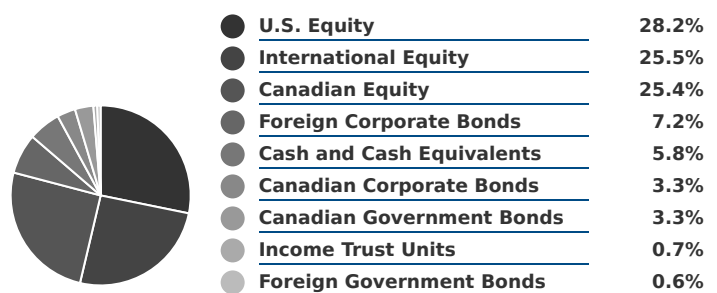 U.S. Equity 28.2%
International Equity 25.5%
Canadian Equity 25.4%
Foreign Corporate Bonds 7.2%
Cash and Cash Equivalents 5.8%
Canadian Corporate Bonds 3.3%
Canadian Government Bonds 3.3%
Income Trust Units 0.7%
Foreign Government Bonds 0.6%